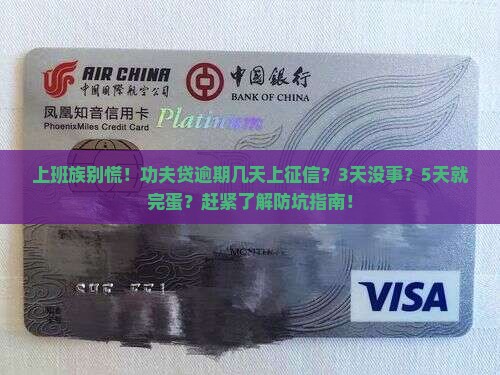 AIR CHINA
中国国際航空公司
中国银行
BANK OF CHINA
凤凰知音信用卡
PhoenixMiles Credit Card
Platinum
上班族别慌！功夫贷逾期几天上征信？3天没事？5天就
完蛋？赶紧了解防坑指南！
VISA